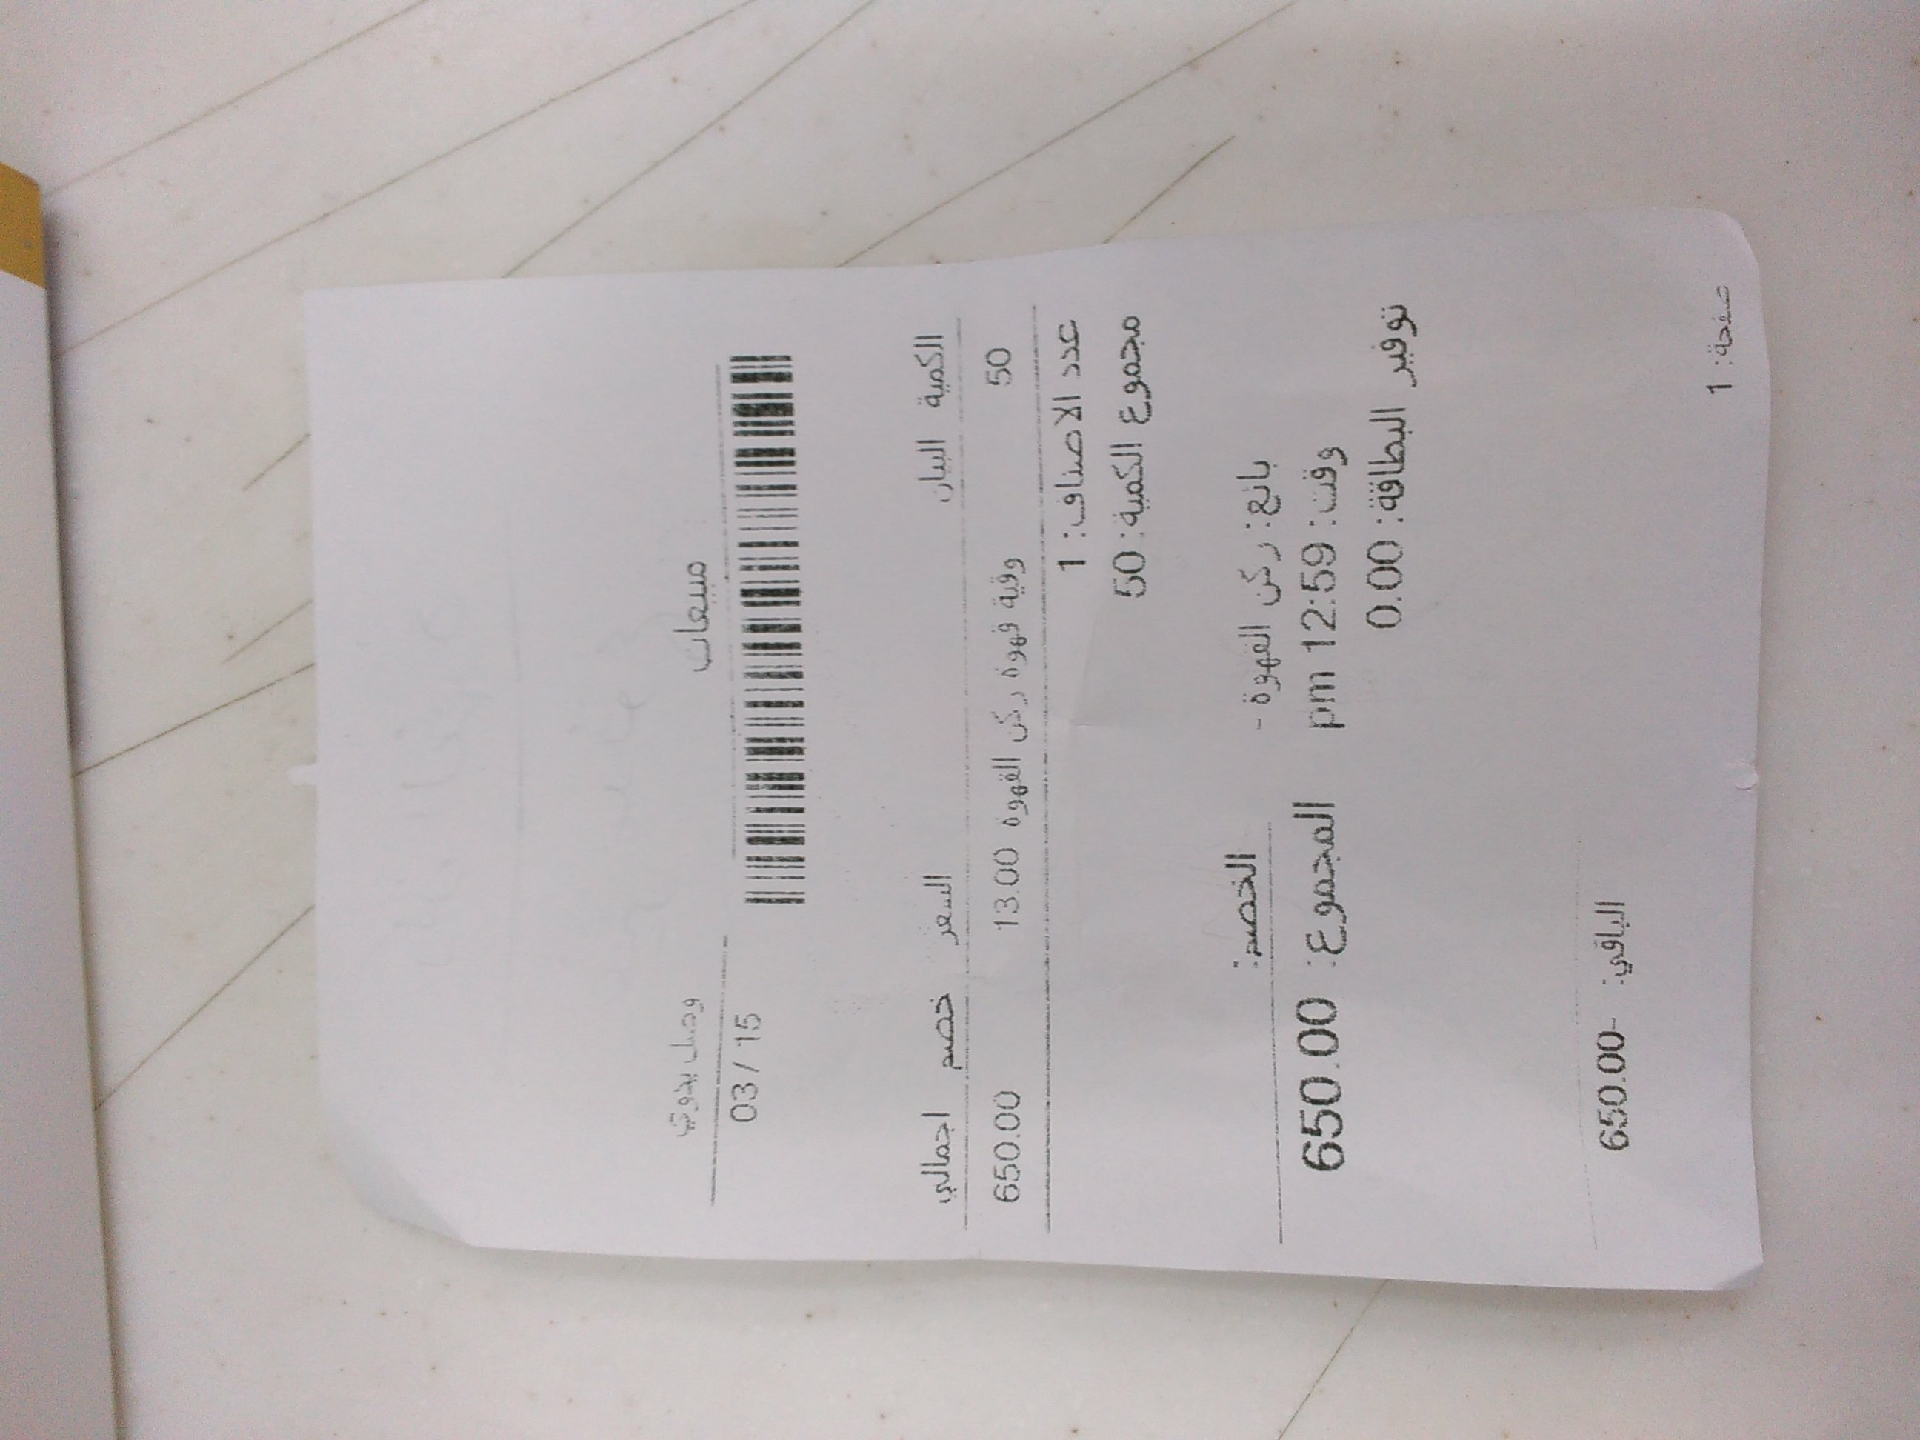 مبيعات وصل يدوي
03/15
الكمية البيان السعر خصم اجمالي
50 وقية قهوة ركن القهوة 13.00 650.00
عدد الاصناف: 1
مجموع الكمية: 50
بائع: ركن القهوة - الخصم:
وقت: 12:59 pm المجموع: 650.00
توفير البطاقة: 0.00
الباقي: -650.00
صفحة: 1